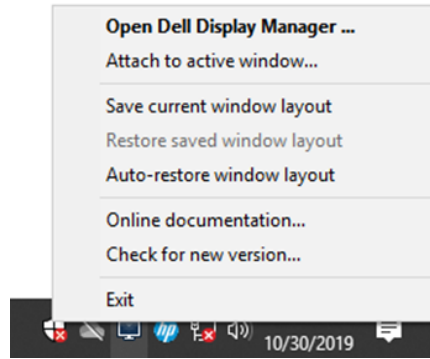 Open Dell Display Manager ...
Attach to active window...
Save current window layout
Restore saved window layout
Auto-restore window layout
Online documentation...
Check for new version...
Exit
hp
10/30/2019